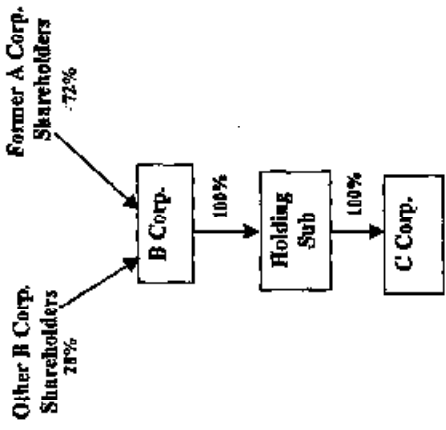 Other B Corp.
Shareholders
28%
Former A Corp.
Shareholders
72%
B Corp.
100%
Holding
Sub
100%
C Corp.